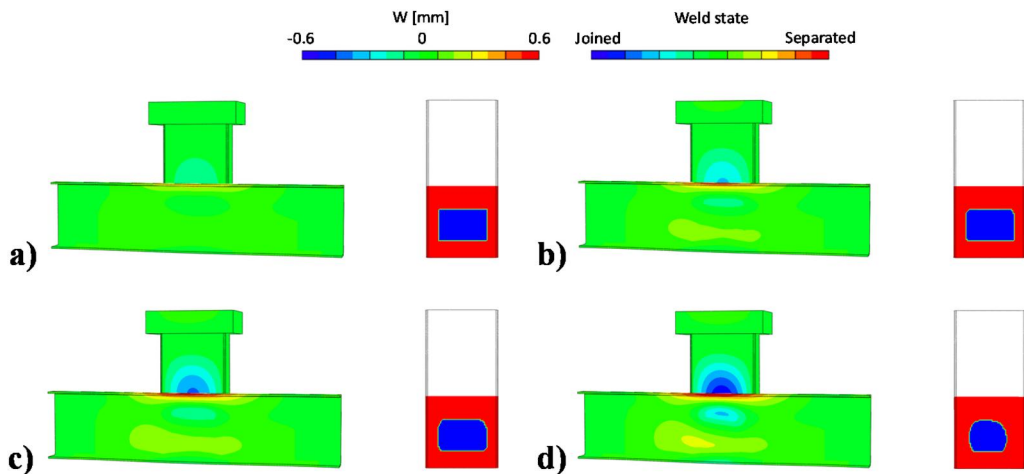 W [mm]
Weld state
-0.6 0 0.6
Joined Separated
a)
b)
c)
d)